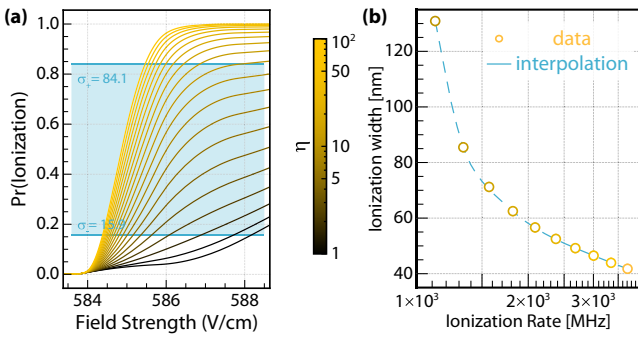 (a)
1.0
0.8
0.6
0.4
0.2
0.0
Pr(Ionization)
σ₊= 84.1
σ₋= 15.9
584
586
588
Field Strength (V/cm)
10²
50
10
5
1
η
(b)
120
100
80
60
40
Ionization width [nm]
data
interpolation
1×10³
2×10³
3×10³
Ionization Rate [MHz]